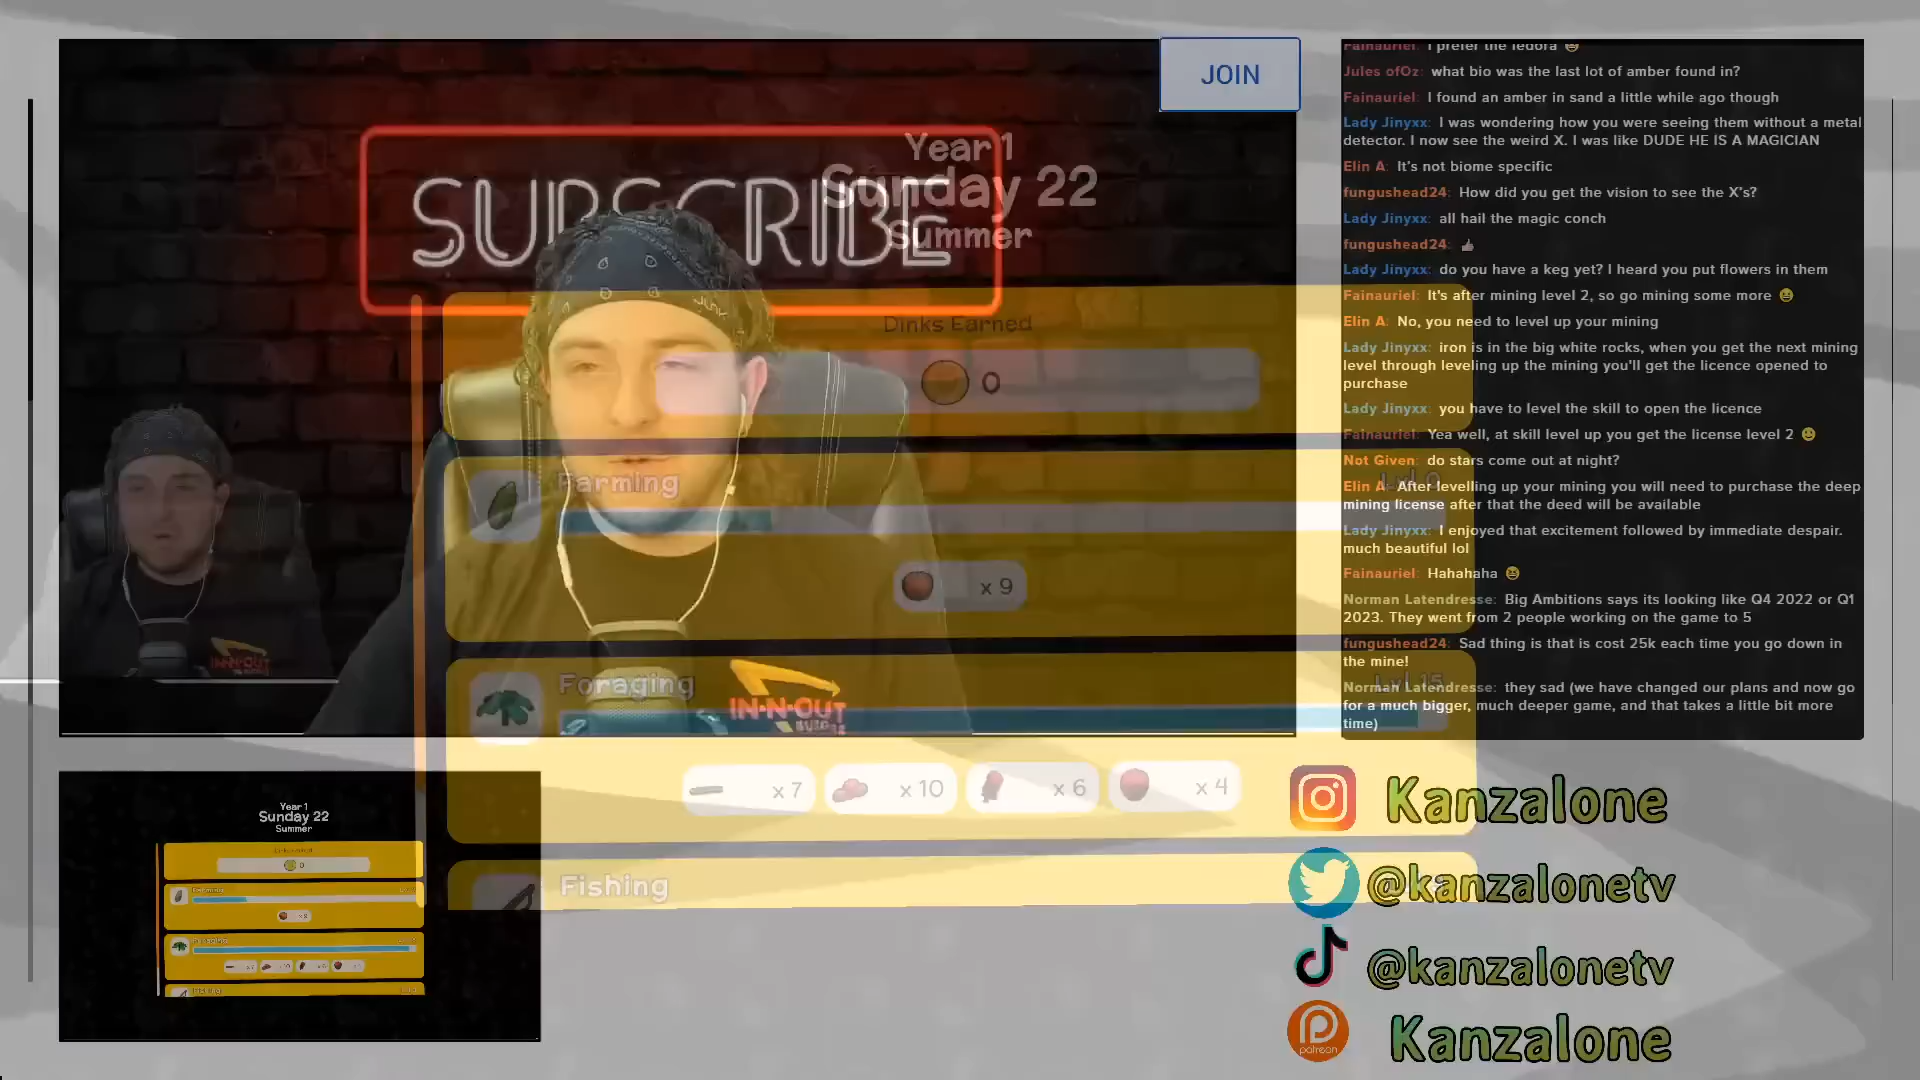 JOIN
SUBSCRIBE
Year 1
Sunday 22
Summer
Dinks Earned
0
Farming
x 9
Foraging
Lvl 15
IN-N-OUT
x 7
x 10
x 6
x 4
Fishing
IN-N-OUT
Year 1
Sunday 22
Summer
0
Fainauriel: I prefer the fedora 😆
Jules ofOz: what bio was the last lot of amber found in?
Fainauriel: I found an amber in sand a little while ago though
Lady Jinyxx: I was wondering how you were seeing them without a metal
detector. I now see the weird X. I was like DUDE HE IS A MAGICIAN
Elin A: It's not biome specific
fungushead24: How did you get the vision to see the X's?
Lady Jinyxx: all hail the magic conch
fungushead24: 👍
Lady Jinyxx: do you have a keg yet? I heard you put flowers in them
Fainauriel: It's after mining level 2, so go mining some more 😆
Elin A: No, you need to level up your mining
Lady Jinyxx: iron is in the big white rocks, when you get the next mining
level through leveling up the mining you'll get the licence opened to
purchase
Lady Jinyxx: you have to level the skill to open the licence
Fainauriel: Yea well, at skill level up you get the license level 2 🙂
Not Given: do stars come out at night?
Elin A: After levelling up your mining you will need to purchase the deep
mining license after that the deed will be available
Lady Jinyxx: I enjoyed that excitement followed by immediate despair.
much beautiful lol
Fainauriel: Hahahaha 😆
Norman Latendresse: Big Ambitions says its looking like Q4 2022 or Q1
2023. They went from 2 people working on the game to 5
fungushead24: Sad thing is that is cost 25k each time you go down in
the mine!
Norman Latendresse: they sad (we have changed our plans and now go
for a much bigger, much deeper game, and that takes a little bit more
time)
Kanzalone
@kanzalonetv
@kanzalonetv
patreon
Kanzalone